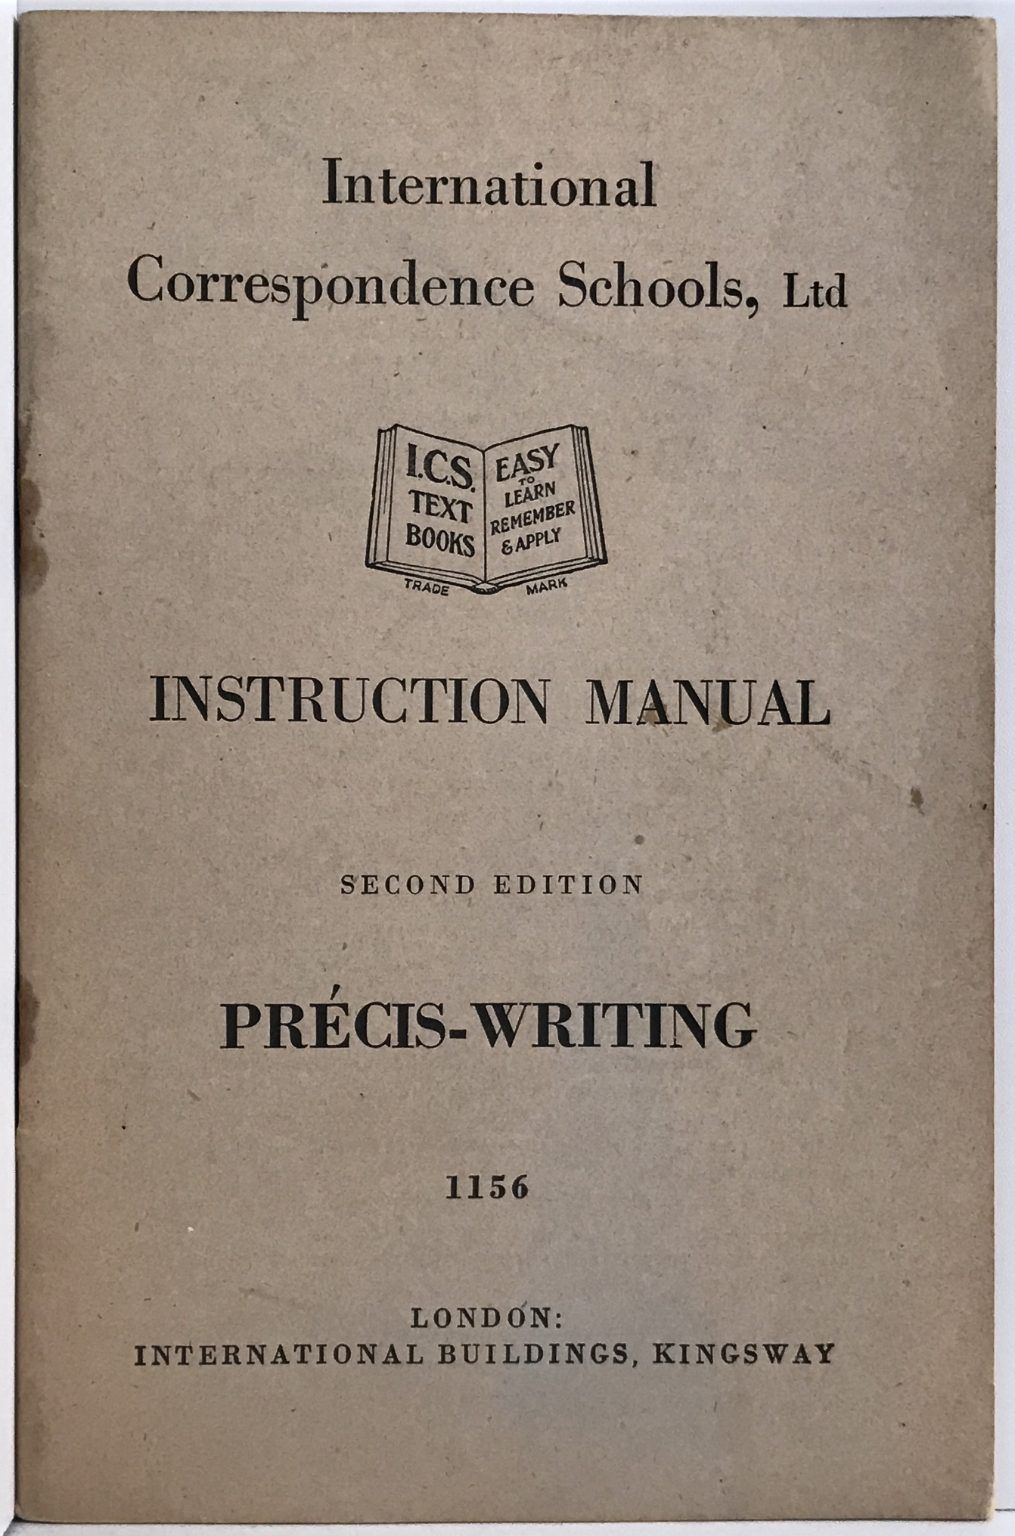 International
Correspondence Schools, Ltd
I.C.S.
TEXT
BOOKS
EASY
TO
LEARN
REMEMBER
& APPLY
TRADE MARK
INSTRUCTION MANUAL
SECOND EDITION
PRÉCIS-WRITING
1156
LONDON:
INTERNATIONAL BUILDINGS, KINGSWAY